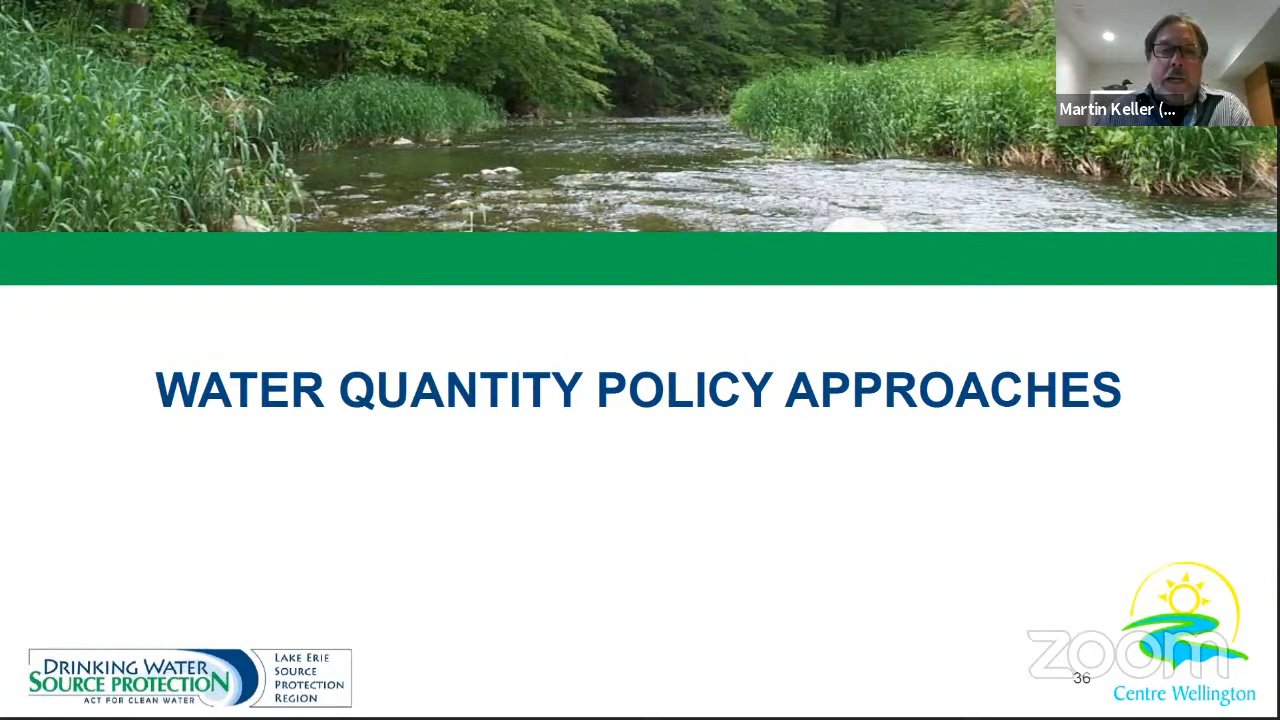 Martin Keller (...
WATER QUANTITY POLICY APPROACHES
DRINKING WATER
SOURCE PROTECTION
ACT FOR CLEAN WATER
LAKE ERIE
SOURCE
PROTECTION
REGION
zoom
36
Centre Wellington